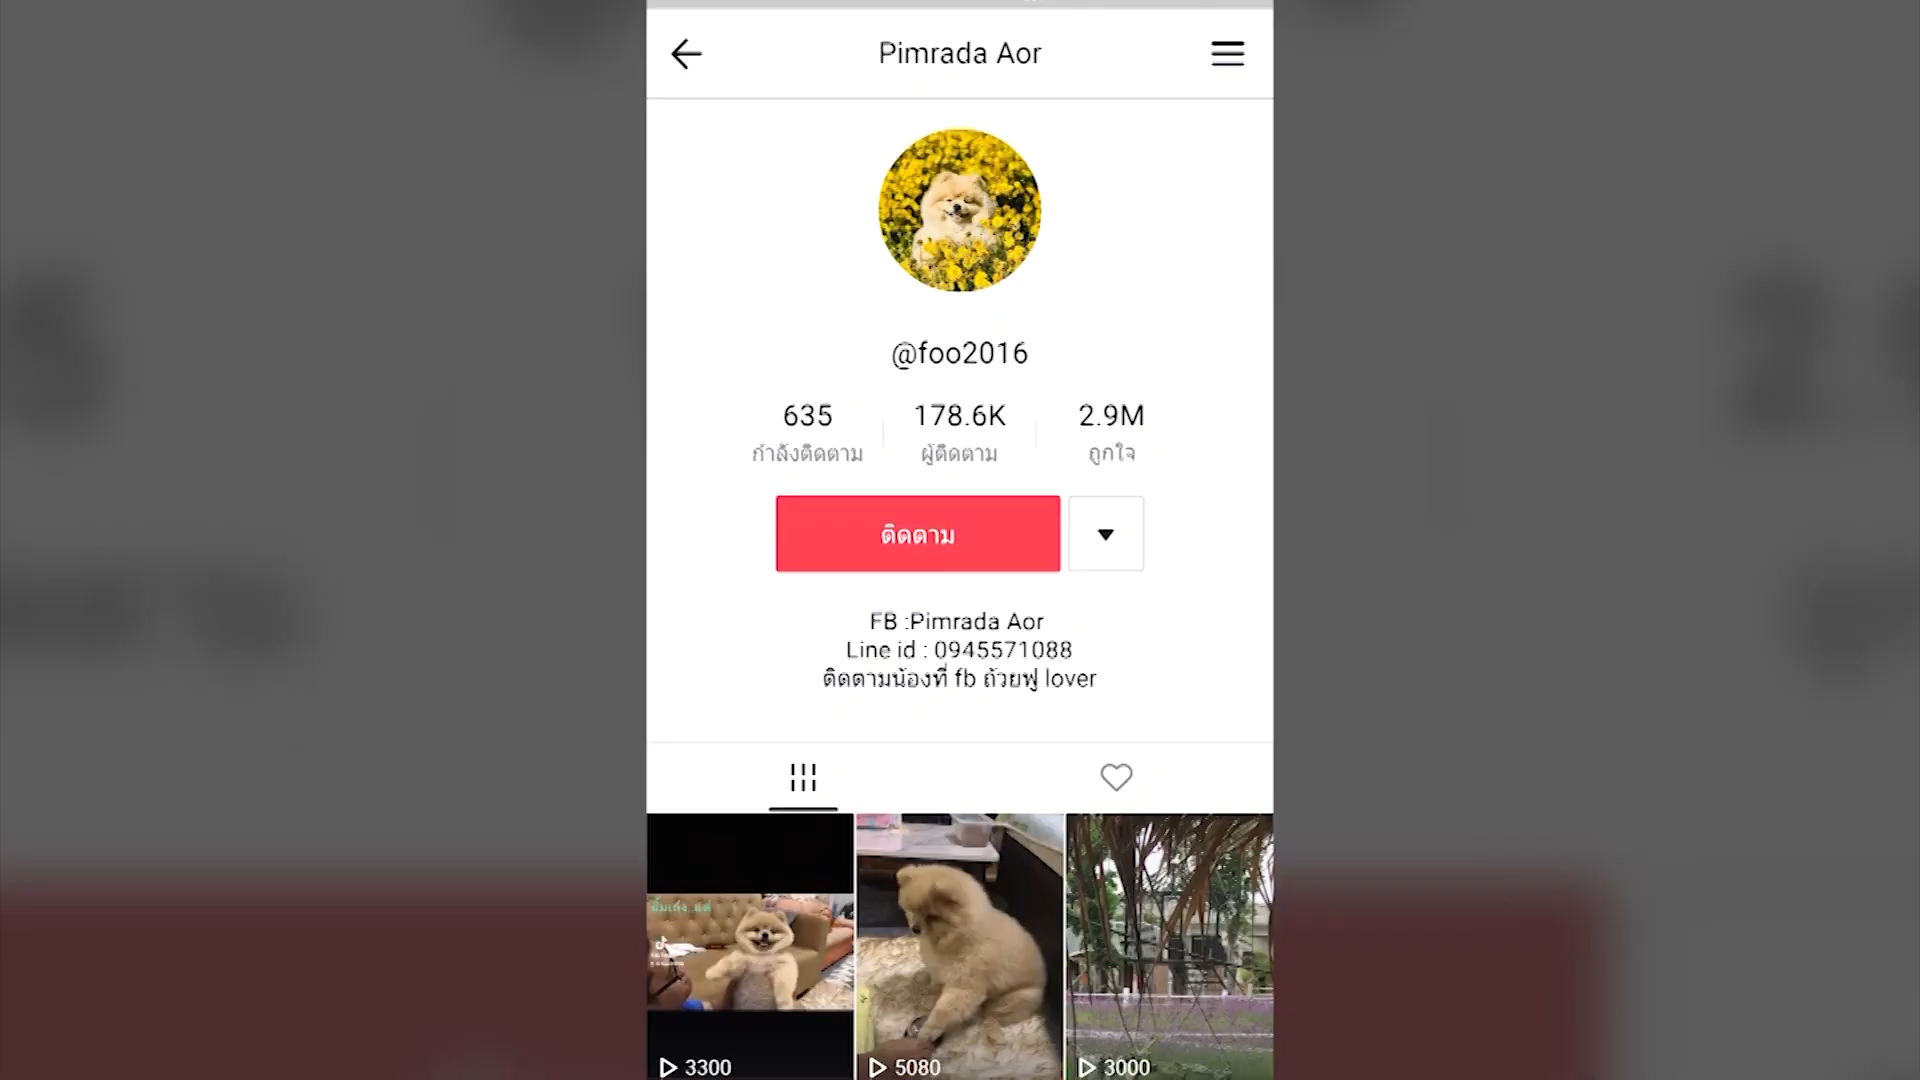 Pimrada Aor
@foo2016
635 178.6K 2.9M
กำลังติดตาม ผู้ติดตาม ถูกใจ
ติดตาม
FB :Pimrada Aor
Line id : 0945571088
ติดตามน้องที่ fb ถ้วยฟู lover
3300 5080 3000